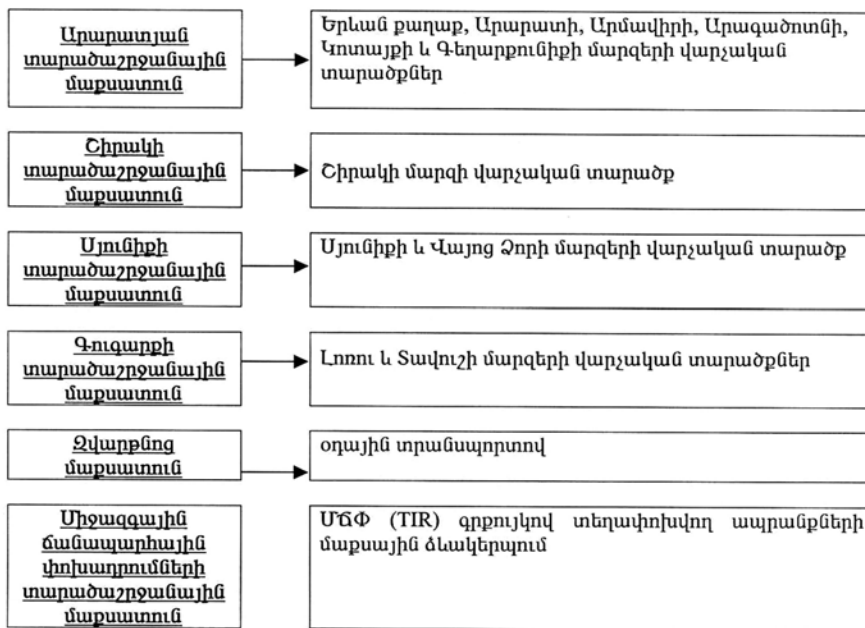 Արարատյան
տարածաշրջանային
մաքսատուն
Երևան քաղաք, Արարատի, Արմավիրի, Արագածոտնի,
Կոտայքի և Գեղարքունիքի մարզերի վարչական
տարածքներ
Շիրակի
տարածաշրջանային
մաքսատուն
Շիրակի մարզի վարչական տարածք
Սյունիքի
տարածաշրջանային
մաքսատուն
Սյունիքի և Վայոց Ձորի մարզերի վարչական տարածք
Գուգարքի
տարածաշրջանային
մաքսատուն
Լոռու և Տավուշի մարզերի վարչական տարածքներ
Զվարթնոց
մաքսատուն
օդային տրանսպորտով
Միջազգային
ճանապարհային
փոխադրումների
տարածաշրջանային
մաքսատուն
ՄՃՓ (TIR) գրքույկով տեղափոխվող ապրանքների
մաքսային ձևակերպում